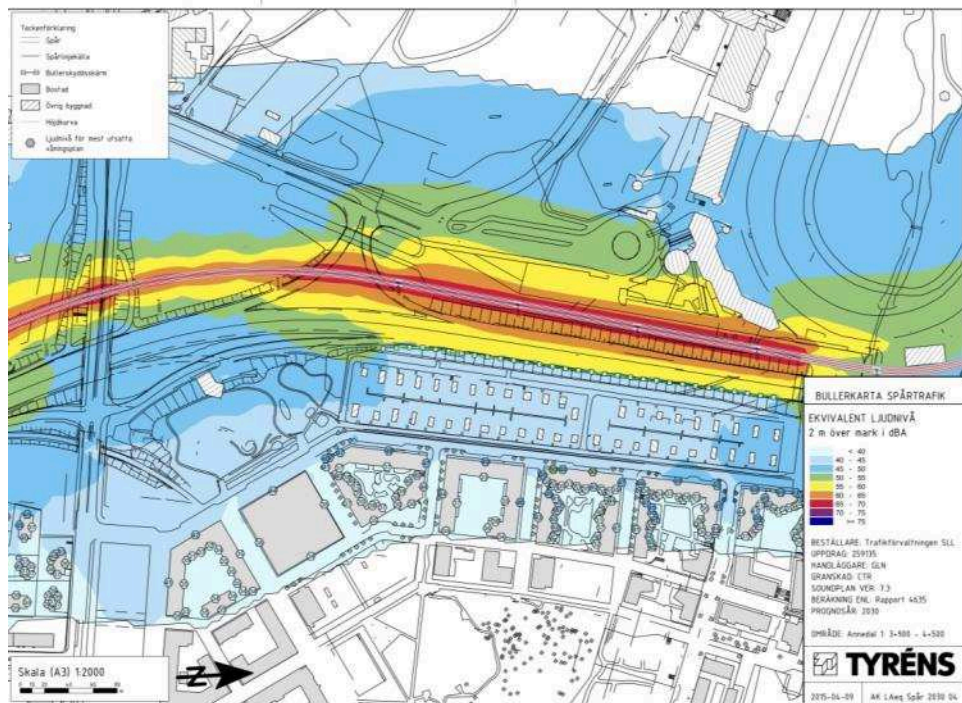 Teckenförklaring
Spår
Spårlinjekälla
Bullerskyddsskärm
Bostad
Övrig byggnad
Höjdkurva
Ljudnivå för mest utsatta
våningsplan
BULLERKARTA SPÅRTRAFIK
EKVIVALENT LJUDNIVÅ
2 m över mark i dBA
< 40
40 - 45
45 - 50
50 - 55
55 - 60
60 - 65
65 - 70
70 - 75
>= 75
BESTÄLLARE: Trafikförvaltningen SLL
UPPDRAG: 259135
HANDLÄGGARE: GLN
GRANSKAD: CTR
SOUNDPLAN VER: 7.3
BERÄKNING ENL: Rapport 4635
PROGNOSÅR: 2030
OMRÅDE: Annedal 1 3+900 - 4+500
Skala (A3) 1:2000
N
TYRÉNS
2015-04-09 AK LAeq Spår 2030 04